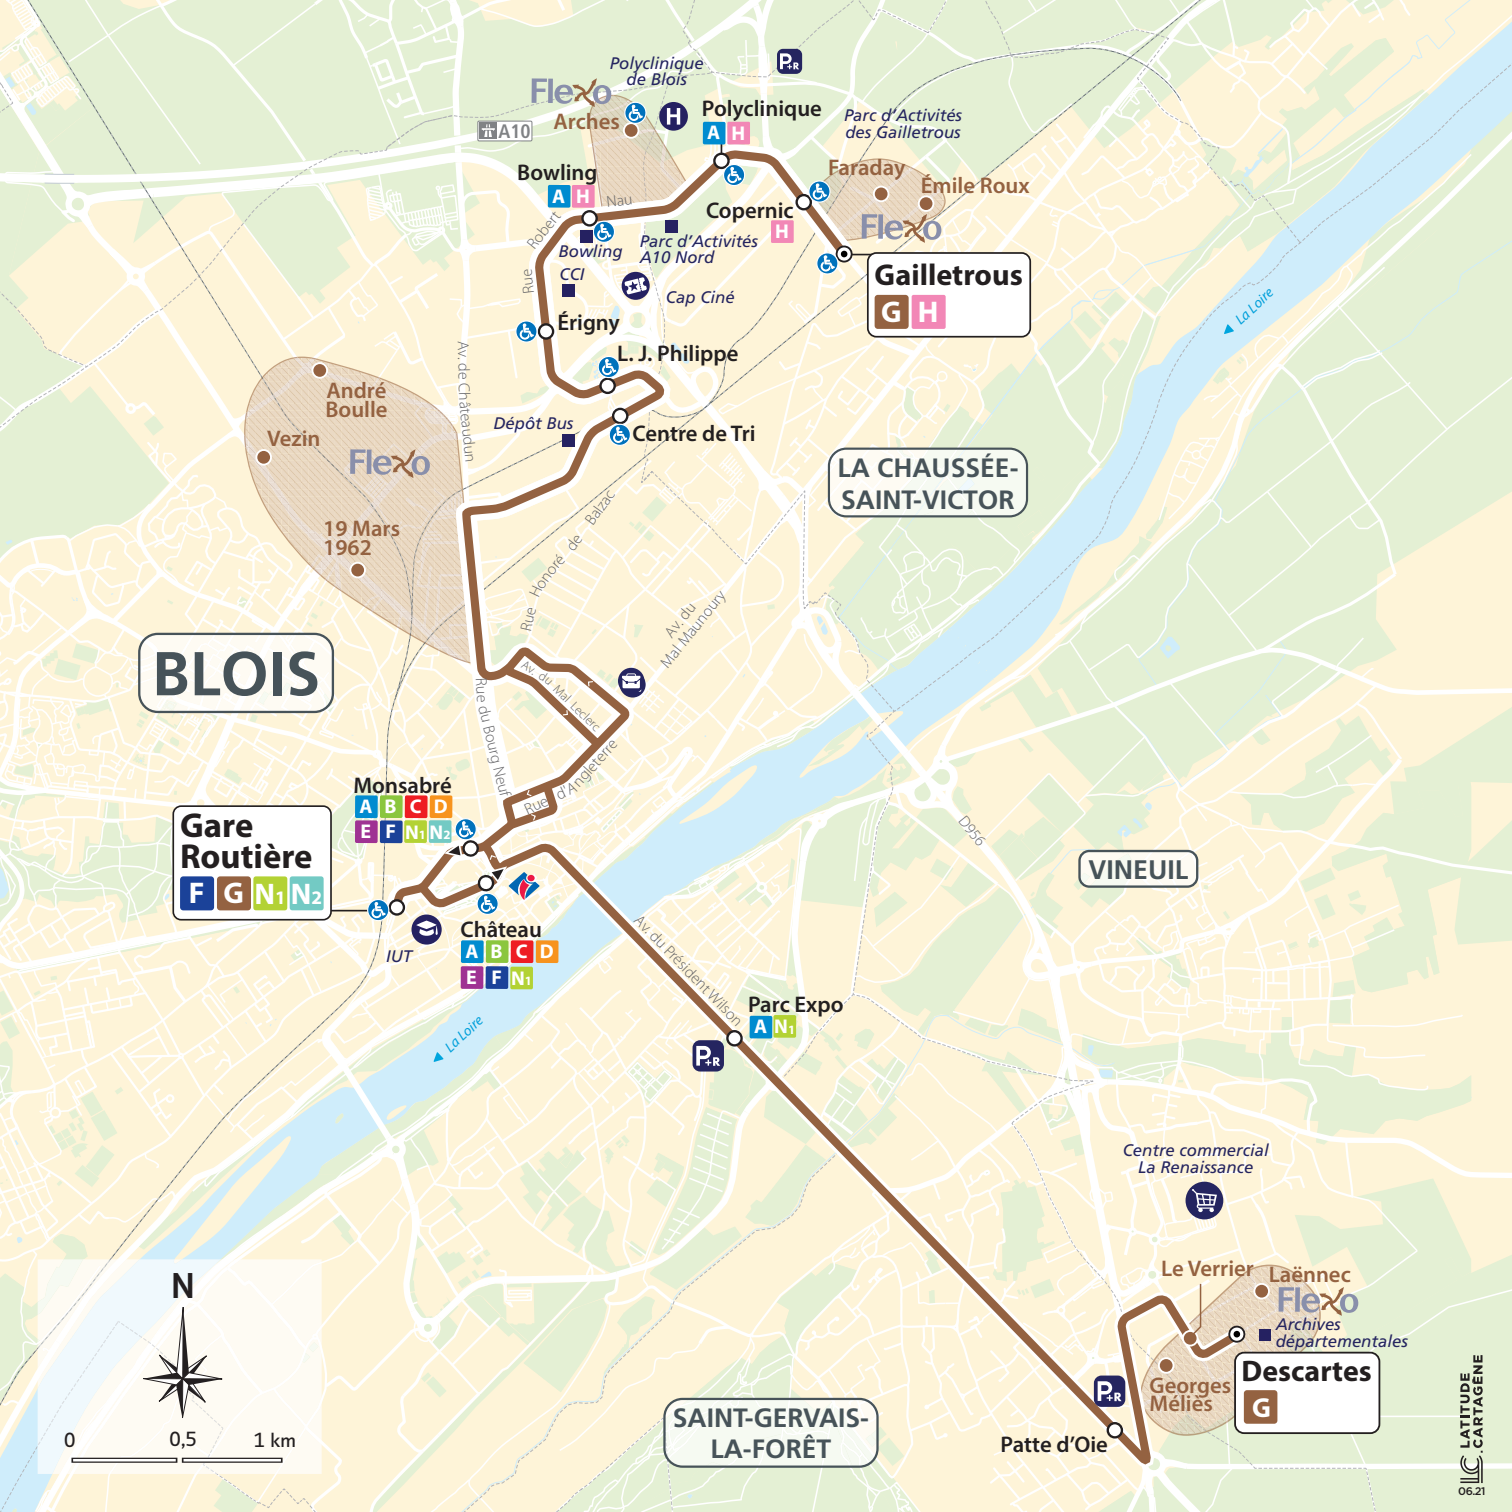 Polyclinique
de Blois
Flexo
Arches
H
P+R
A10
Polyclinique
A H
Parc d'Activités
des Gailletrous
Bowling
A H
Faraday
Émile Roux
Flexo
Copernic
H
Rue Robert Nau
Bowling
Parc d'Activités
A10 Nord
CCI
Cap Ciné
Gailletrous
G H
La Loire
Érigny
L. J. Philippe
Av. de Châteaudun
André
Boulle
Vezin
Flexo
Dépôt Bus
Centre de Tri
LA CHAUSSÉE-
SAINT-VICTOR
19 Mars
1962
Rue Honoré de Balzac
Av. du
Mal Maunoury
BLOIS
Av. du Mal Leclerc
Rue du Bourg Neuf
Rue d'Angleterre
Monsabré
A B C D
E F N1 N2
Gare
Routière
F G N1 N2
D956
VINEUIL
IUT
Château
A B C D
E F N1
Av. du Président Wilson
La Loire
Parc Expo
A N1
P+R
Centre commercial
La Renaissance
Le Verrier
Laënnec
Flexo
Archives
départementales
Georges
Méliès
Descartes
G
P+R
Patte d'Oie
SAINT-GERVAIS-
LA-FORÊT
N
0 0,5 1 km
LATITUDE
CARTAGÈNE
LC
06.21